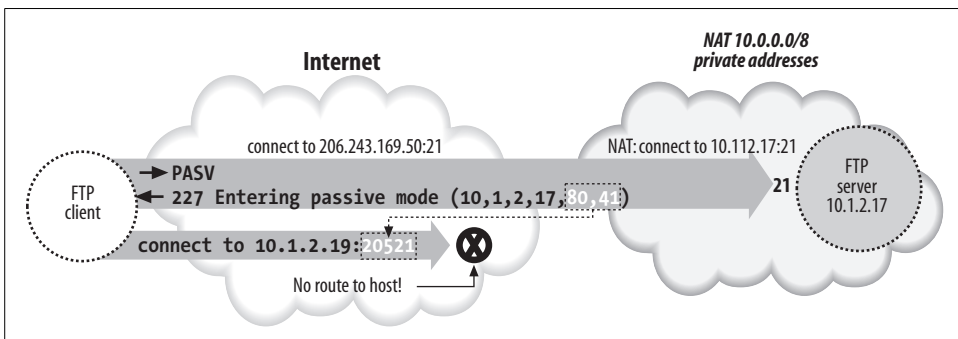 Internet
NAT 10.0.0.0/8
private addresses
connect to 206.243.169.50:21
NAT: connect to 10.112.17:21
FTP
client
PASV
227 Entering passive mode (10,1,2,17,80,41)
21
FTP
server
10.1.2.17
connect to 10.1.2.19:20521
X
No route to host!